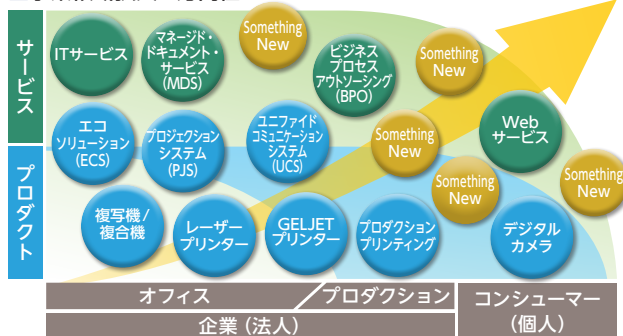 サービス
プロダクト
ITサービス
マネージド・
ドキュメント・
サービス
(MDS)
Something
New
ビジネス
プロセス
アウトソーシング
(BPO)
Something
New
エコ
ソリューション
(ECS)
プロジェクション
システム
(PJS)
ユニファイド
コミュニケーション
システム
(UCS)
Something
New
Web
サービス
Something
New
Something
New
複写機/
複合機
レーザー
プリンター
GELJET
プリンター
プロダクション
プリンティング
デジタル
カメラ
オフィス
プロダクション
コンシューマー
(個人)
企業(法人)